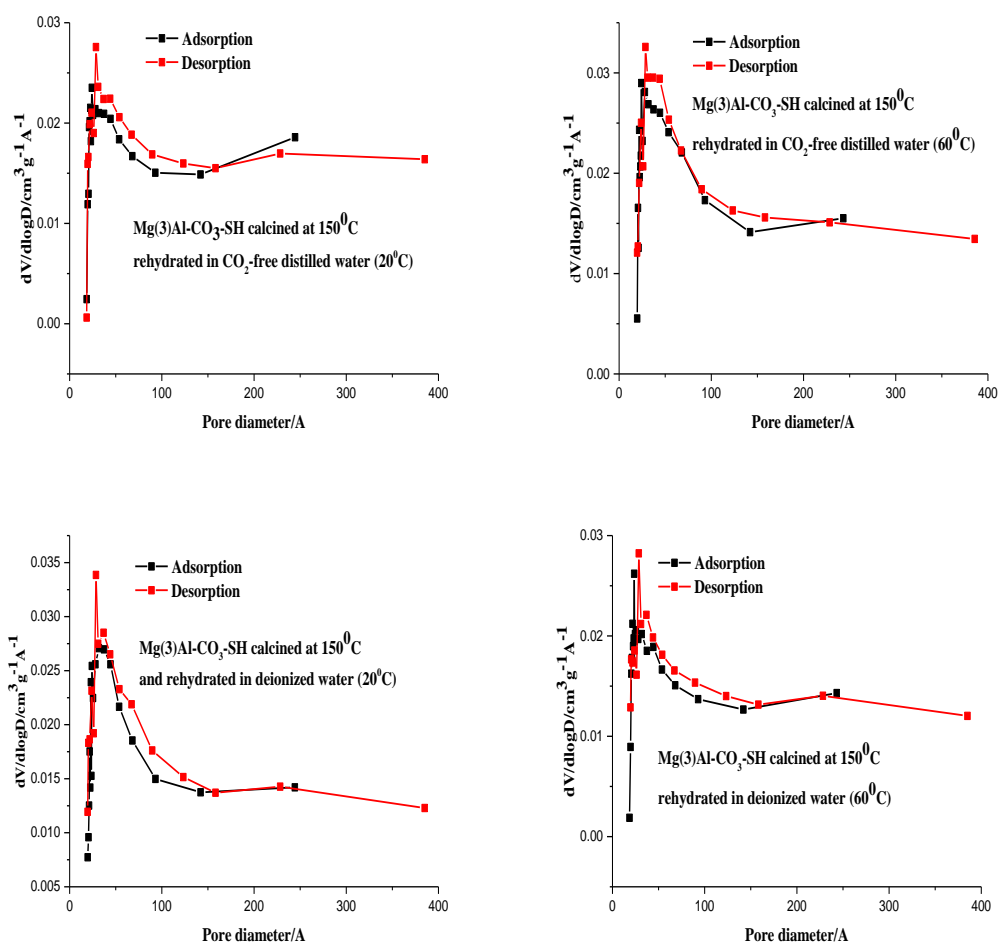 0.03
0.02
0.01
0.00
dV/dlogD/cm³g⁻¹A⁻¹
Adsorption
Desorption
Mg(3)Al-CO₃-SH calcined at 150⁰C
rehydrated in CO₂-free distilled water (20⁰C)
0 100 200 300 400
Pore diameter/A
0.03
0.02
0.01
0.00
dV/dlogD/cm³g⁻¹A⁻¹
Adsorption
Desorption
Mg(3)Al-CO₃-SH calcined at 150⁰C
rehydrated in CO₂-free distilled water (60⁰C)
0 100 200 300 400
Pore diameter/A
0.035
0.030
0.025
0.020
0.015
0.010
0.005
dV/dlogD/cm³g⁻¹A⁻¹
Adsorption
Desorption
Mg(3)Al-CO₃-SH calcined at 150⁰C
and rehydrated in deionized water (20⁰C)
0 100 200 300 400
Pore diameter/A
0.03
0.02
0.01
0.00
dV/dlogD/cm³g⁻¹A⁻¹
Adsorption
Desorption
Mg(3)Al-CO₃-SH calcined at 150⁰C
rehydrated in deionized water (60⁰C)
0 100 200 300 400
Pore diameter/A